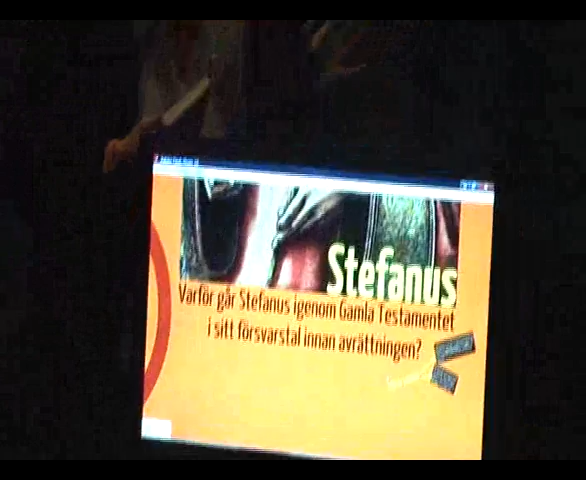 Stefanus
Varför går Stefanus igenom Gamla Testamentet
i sitt försvarstal innan avrättningen?